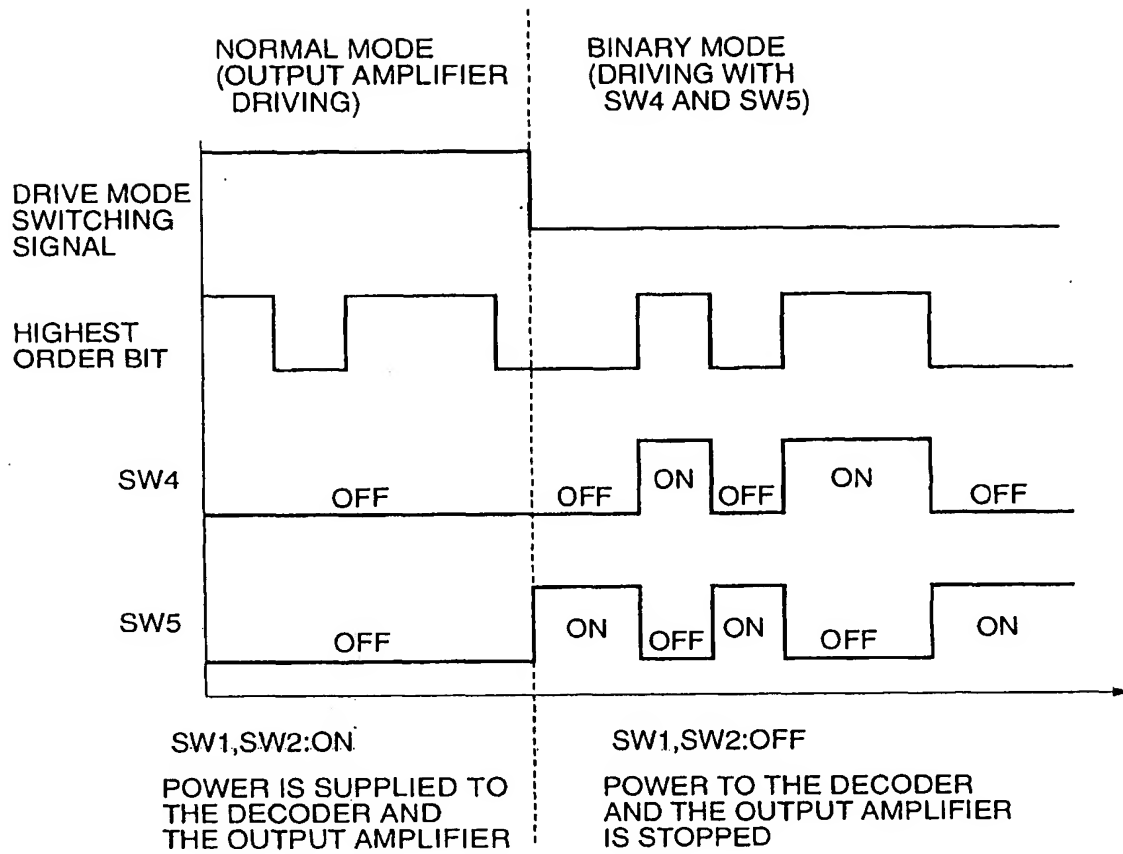 NORMAL MODE
(OUTPUT AMPLIFIER
DRIVING)
BINARY MODE
(DRIVING WITH
SW4 AND SW5)
DRIVE MODE
SWITCHING
SIGNAL
HIGHEST
ORDER BIT
SW4
OFF
OFF
ON
OFF
ON
OFF
SW5
OFF
ON
OFF
ON
OFF
ON
SW1,SW2:ON
POWER IS SUPPLIED TO
THE DECODER AND
THE OUTPUT AMPLIFIER
SW1,SW2:OFF
POWER TO THE DECODER
AND THE OUTPUT AMPLIFIER
IS STOPPED